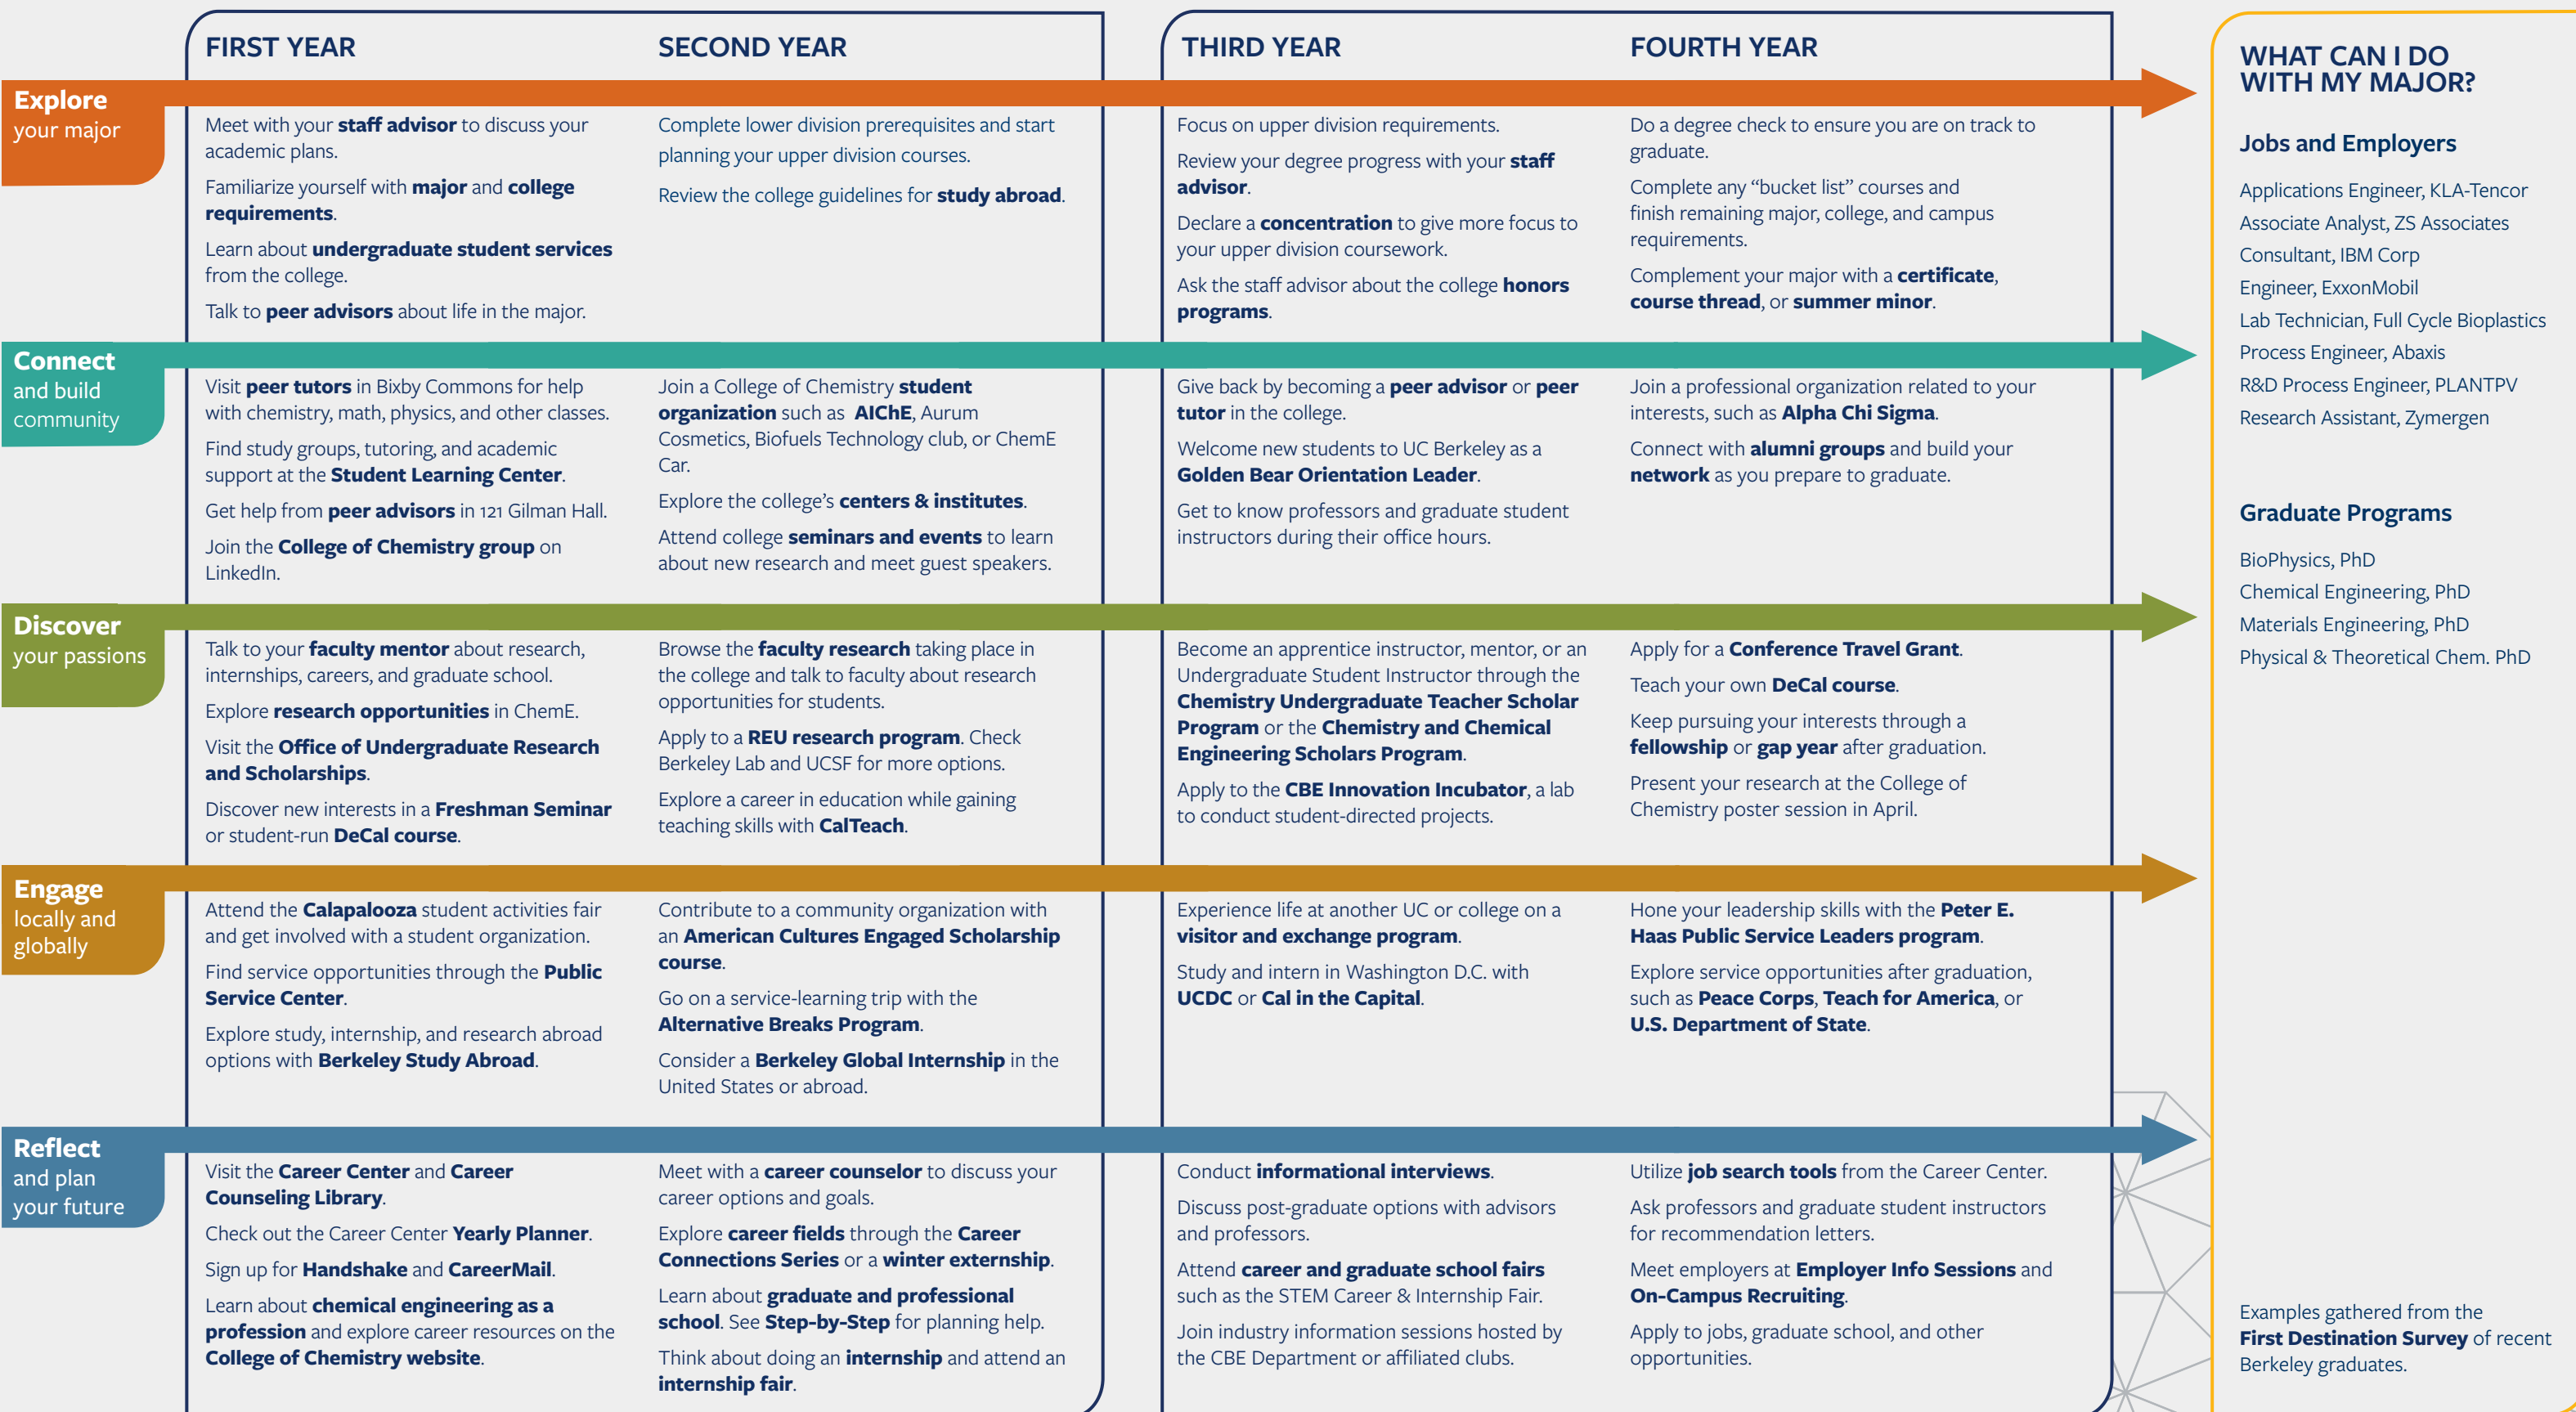 FIRST YEAR
SECOND YEAR
THIRD YEAR
FOURTH YEAR
Explore
your major
Meet with your staff advisor to discuss your
academic plans.
Familiarize yourself with major and college
requirements.
Learn about undergraduate student services
from the college.
Talk to peer advisors about life in the major.
Complete lower division prerequisites and start
planning your upper division courses.
Review the college guidelines for study abroad.
Focus on upper division requirements.
Review your degree progress with your staff
advisor.
Declare a concentration to give more focus to
your upper division coursework.
Ask the staff advisor about the college honors
programs.
Do a degree check to ensure you are on track to
graduate.
Complete any “bucket list” courses and
finish remaining major, college, and campus
requirements.
Complement your major with a certificate,
course thread, or summer minor.
Connect
and build
community
Visit peer tutors in Bixby Commons for help
with chemistry, math, physics, and other classes.
Find study groups, tutoring, and academic
support at the Student Learning Center.
Get help from peer advisors in 121 Gilman Hall.
Join the College of Chemistry group on
LinkedIn.
Join a College of Chemistry student
organization such as AIChE, Aurum
Cosmetics, Biofuels Technology club, or ChemE
Car.
Explore the college’s centers & institutes.
Attend college seminars and events to learn
about new research and meet guest speakers.
Give back by becoming a peer advisor or peer
tutor in the college.
Welcome new students to UC Berkeley as a
Golden Bear Orientation Leader.
Get to know professors and graduate student
instructors during their office hours.
Join a professional organization related to your
interests, such as Alpha Chi Sigma.
Connect with alumni groups and build your
network as you prepare to graduate.
Discover
your passions
Talk to your faculty mentor about research,
internships, careers, and graduate school.
Explore research opportunities in ChemE.
Visit the Office of Undergraduate Research
and Scholarships.
Discover new interests in a Freshman Seminar
or student-run DeCal course.
Browse the faculty research taking place in
the college and talk to faculty about research
opportunities for students.
Apply to a REU research program. Check
Berkeley Lab and UCSF for more options.
Explore a career in education while gaining
teaching skills with CalTeach.
Become an apprentice instructor, mentor, or an
Undergraduate Student Instructor through the
Chemistry Undergraduate Teacher Scholar
Program or the Chemistry and Chemical
Engineering Scholars Program.
Apply to the CBE Innovation Incubator, a lab
to conduct student-directed projects.
Apply for a Conference Travel Grant.
Teach your own DeCal course.
Keep pursuing your interests through a
fellowship or gap year after graduation.
Present your research at the College of
Chemistry poster session in April.
Engage
locally and
globally
Attend the Calapalooza student activities fair
and get involved with a student organization.
Find service opportunities through the Public
Service Center.
Explore study, internship, and research abroad
options with Berkeley Study Abroad.
Contribute to a community organization with
an American Cultures Engaged Scholarship
course.
Go on a service-learning trip with the
Alternative Breaks Program.
Consider a Berkeley Global Internship in the
United States or abroad.
Experience life at another UC or college on a
visitor and exchange program.
Study and intern in Washington D.C. with
UCDC or Cal in the Capital.
Hone your leadership skills with the Peter E.
Haas Public Service Leaders program.
Explore service opportunities after graduation,
such as Peace Corps, Teach for America, or
U.S. Department of State.
Reflect
and plan
your future
Visit the Career Center and Career
Counseling Library.
Check out the Career Center Yearly Planner.
Sign up for Handshake and CareerMail.
Learn about chemical engineering as a
profession and explore career resources on the
College of Chemistry website.
Meet with a career counselor to discuss your
career options and goals.
Explore career fields through the Career
Connections Series or a winter externship.
Learn about graduate and professional
school. See Step-by-Step for planning help.
Think about doing an internship and attend an
internship fair.
Conduct informational interviews.
Discuss post-graduate options with advisors
and professors.
Attend career and graduate school fairs
such as the STEM Career & Internship Fair.
Join industry information sessions hosted by
the CBE Department or affiliated clubs.
Utilize job search tools from the Career Center.
Ask professors and graduate student instructors
for recommendation letters.
Meet employers at Employer Info Sessions and
On-Campus Recruiting.
Apply to jobs, graduate school, and other
opportunities.
WHAT CAN I DO
WITH MY MAJOR?
Jobs and Employers
Applications Engineer, KLA-Tencor
Associate Analyst, ZS Associates
Consultant, IBM Corp
Engineer, ExxonMobil
Lab Technician, Full Cycle Bioplastics
Process Engineer, Abaxis
R&D Process Engineer, PLANTPV
Research Assistant, Zymergen
Graduate Programs
BioPhysics, PhD
Chemical Engineering, PhD
Materials Engineering, PhD
Physical & Theoretical Chem. PhD
Examples gathered from the
First Destination Survey of recent
Berkeley graduates.